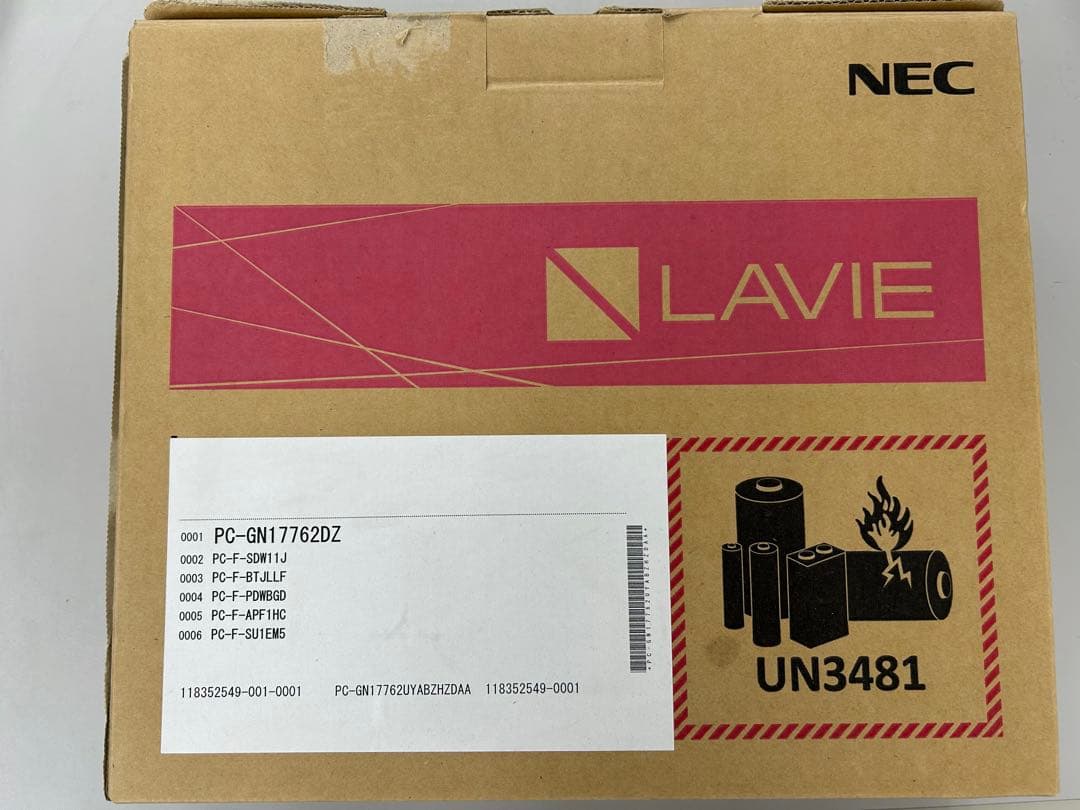 NEC
LAVIE
0001 PC-GN17762DZ
0002 PC-F-SDW11J
0003 PC-F-BTJLLF
0004 PC-F-PDWBGD
0005 PC-F-APF1HC
0006 PC-F-SU1EM5
118352549-001-0001 PC-GN17762UYABZHZDAA 118352549-0001
UN3481